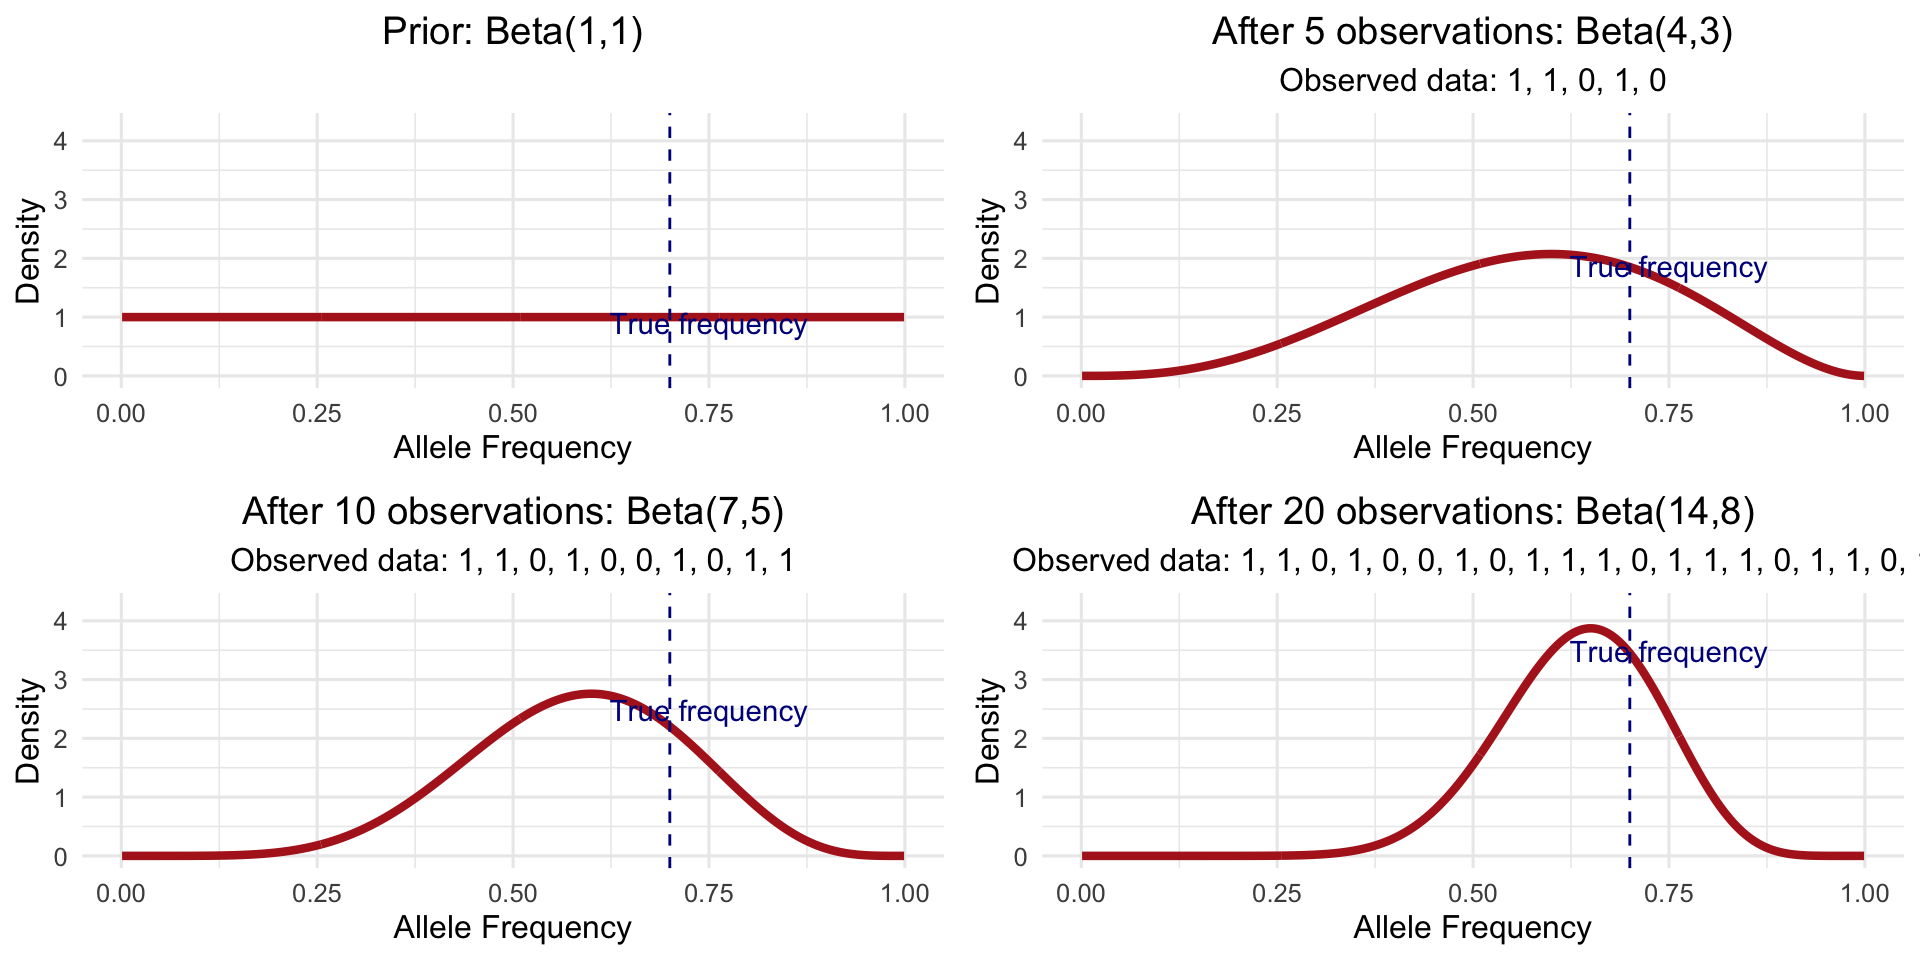 Prior: Beta(1,1)
4
3
2
1
0
Density
True frequency
0.00 0.25 0.50 0.75 1.00
Allele Frequency
After 5 observations: Beta(4,3)
Observed data: 1, 1, 0, 1, 0
4
3
2
1
0
Density
True frequency
0.00 0.25 0.50 0.75 1.00
Allele Frequency
After 10 observations: Beta(7,5)
Observed data: 1, 1, 0, 1, 0, 0, 1, 0, 1, 1
4
3
2
1
0
Density
True frequency
0.00 0.25 0.50 0.75 1.00
Allele Frequency
After 20 observations: Beta(14,8)
Observed data: 1, 1, 0, 1, 0, 0, 1, 0, 1, 1, 1, 0, 1, 1, 1, 0, 1, 1, 0,
4
3
2
1
0
Density
True frequency
0.00 0.25 0.50 0.75 1.00
Allele Frequency